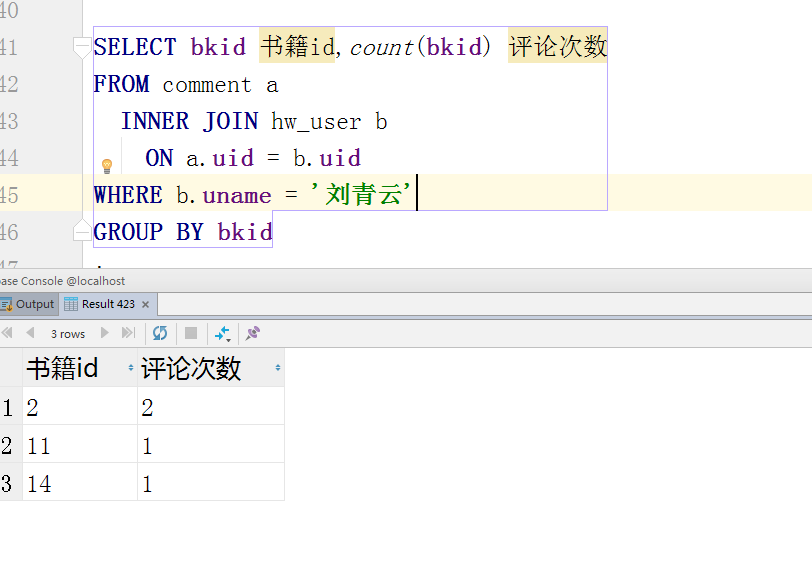 40
41 SELECT bkid 书籍id,count(bkid) 评论次数
42 FROM comment a
43 INNER JOIN hw_user b
44 ON a.uid = b.uid
45 WHERE b.uname = '刘青云'
46 GROUP BY bkid
47 ;
base Console @localhost
Output Result 423 ×
3 rows
书籍id 评论次数
1 2 2
2 11 1
3 14 1